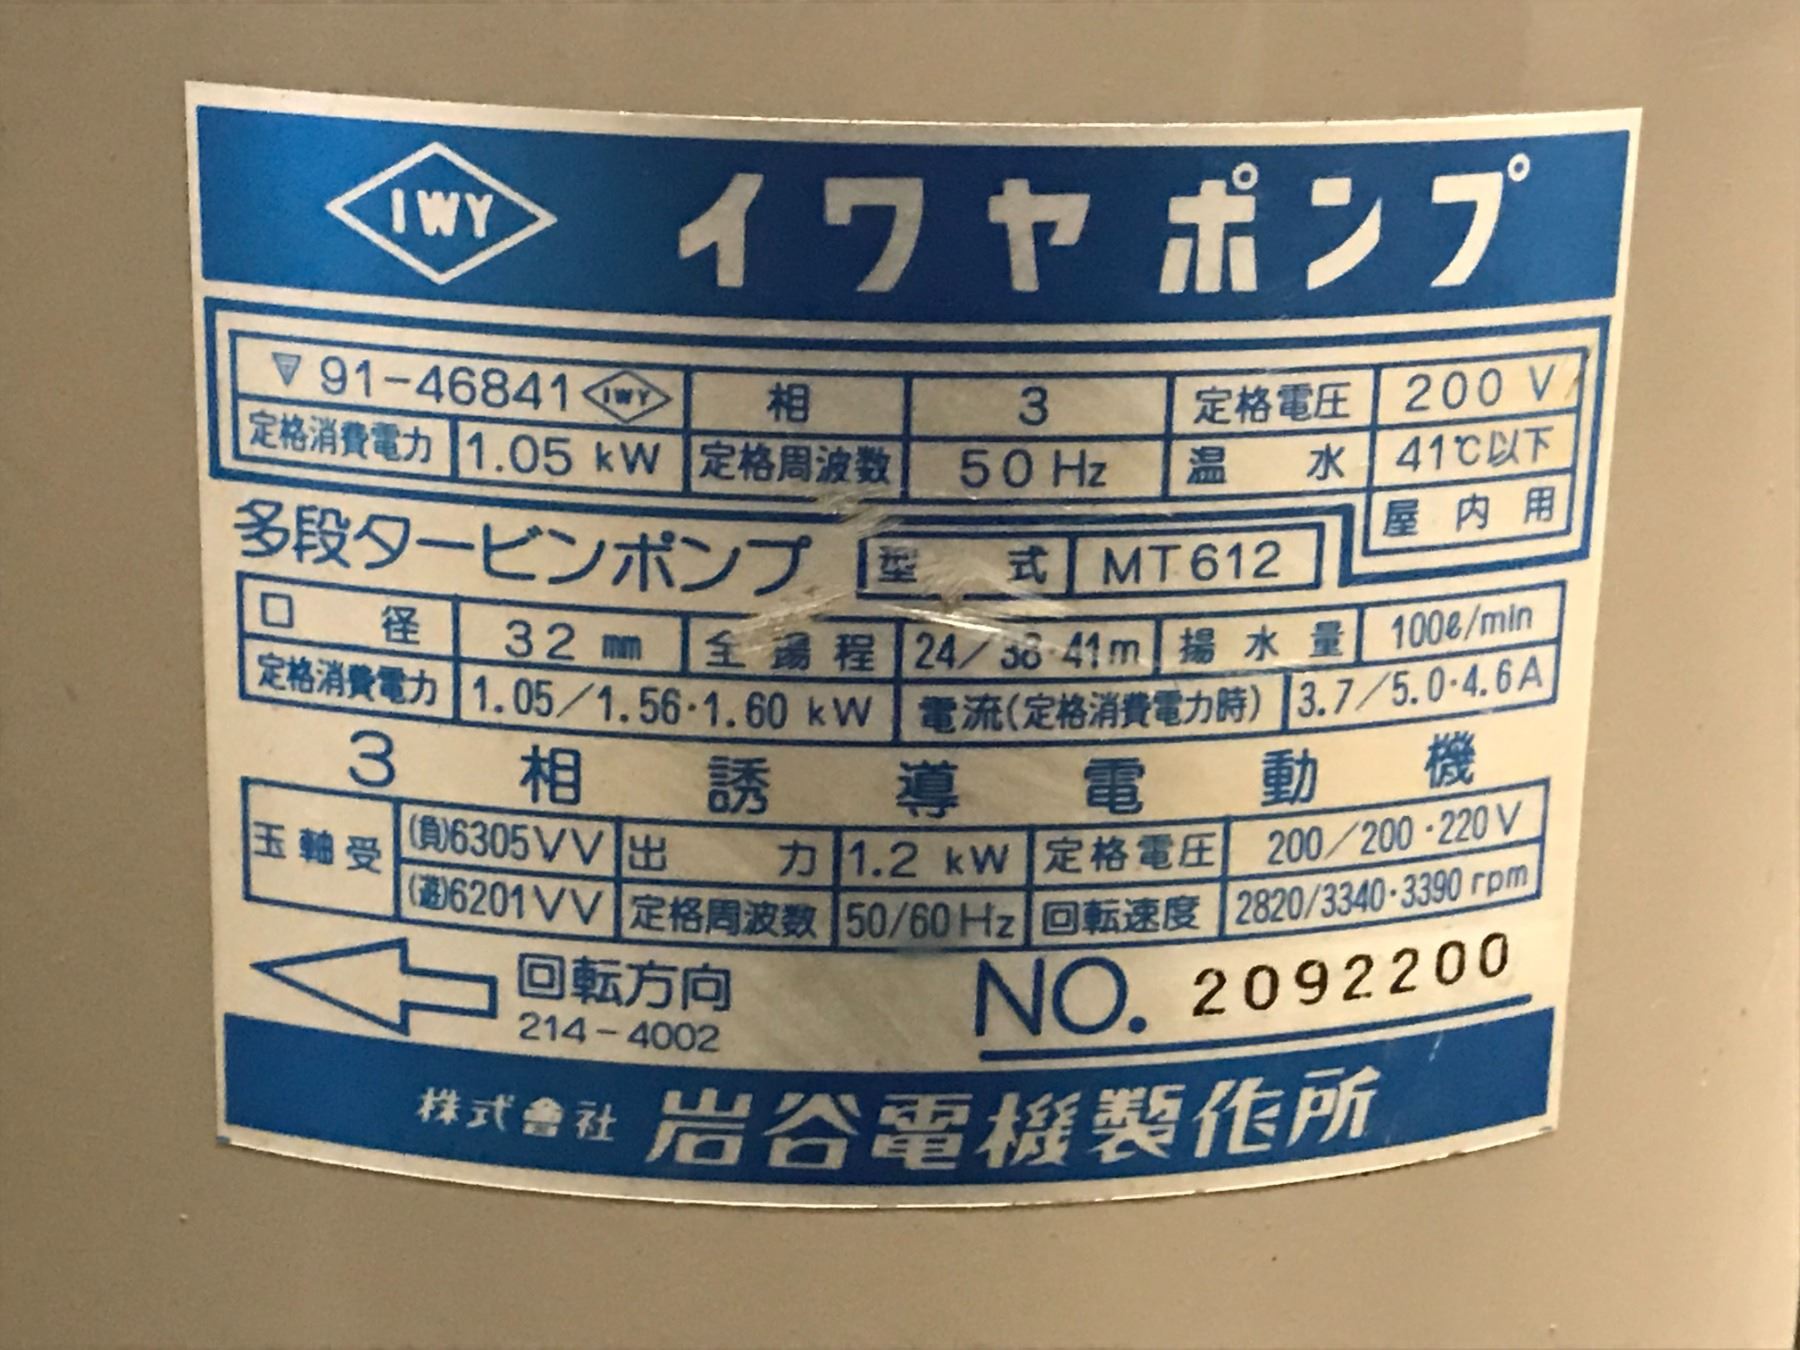 IWY イワヤポンプ
▽ 91-46841 IWY 相 3 定格電圧 200 V
定格消費電力 1.05 kW 定格周波数 50 Hz 温水 41℃以下
屋内用
多段タービンポンプ 型式 MT612
口径 32 mm 全揚程 24/38・41m 揚水量 100ℓ/min
定格消費電力 1.05/1.56・1.60 kW 電流(定格消費電力時) 3.7/5.0・4.6A
3相誘導電動機
玉軸受 (負)6305VV 出力 1.2 kW 定格電圧 200/200・220V
(遊)6201VV 定格周波数 50/60Hz 回転速度 2820/3340・3390rpm
回転方向 NO. 2092200
214-4002
株式會社 岩谷電機製作所